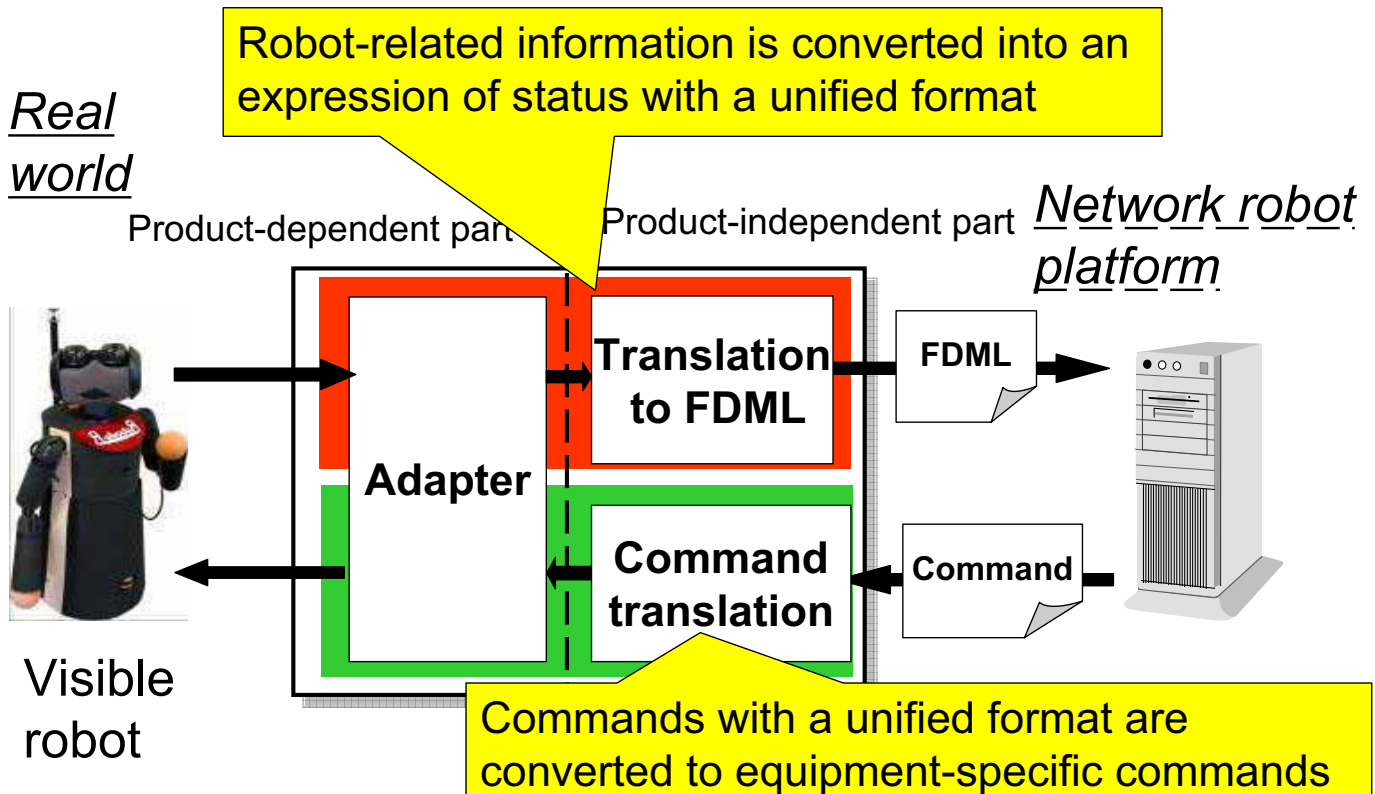 Robot-related information is converted into an
expression of status with a unified format
Real
world
Product-dependent part
Product-independent part
Network robot
platform
Translation
to FDML
FDML
Adapter
Command
translation
Command
Visible
robot
Commands with a unified format are
converted to equipment-specific commands